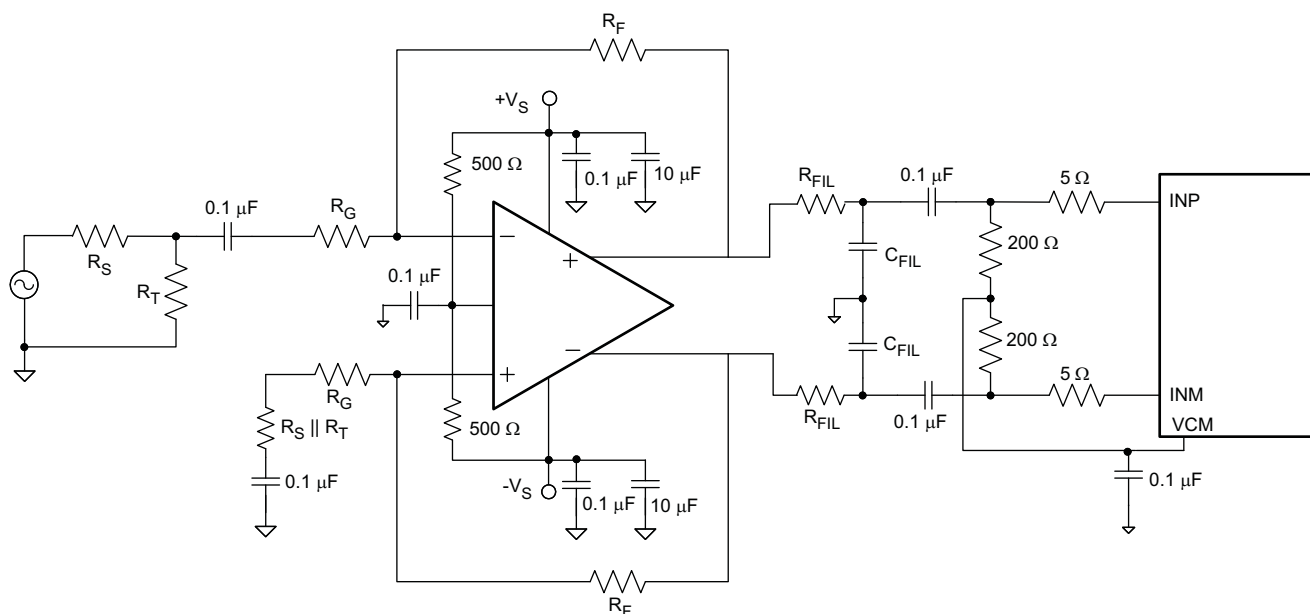 R_F
+V_S
500 Ω
0.1 µF
10 µF
R_FIL
0.1 µF
5 Ω
INP
0.1 µF
R_G
R_S
R_T
−
+
200 Ω
C_FIL
0.1 µF
−
+
200 Ω
C_FIL
5 Ω
R_G
R_S || R_T
500 Ω
R_FIL
0.1 µF
INM
VCM
0.1 µF
-V_S
0.1 µF
10 µF
0.1 µF
R_F